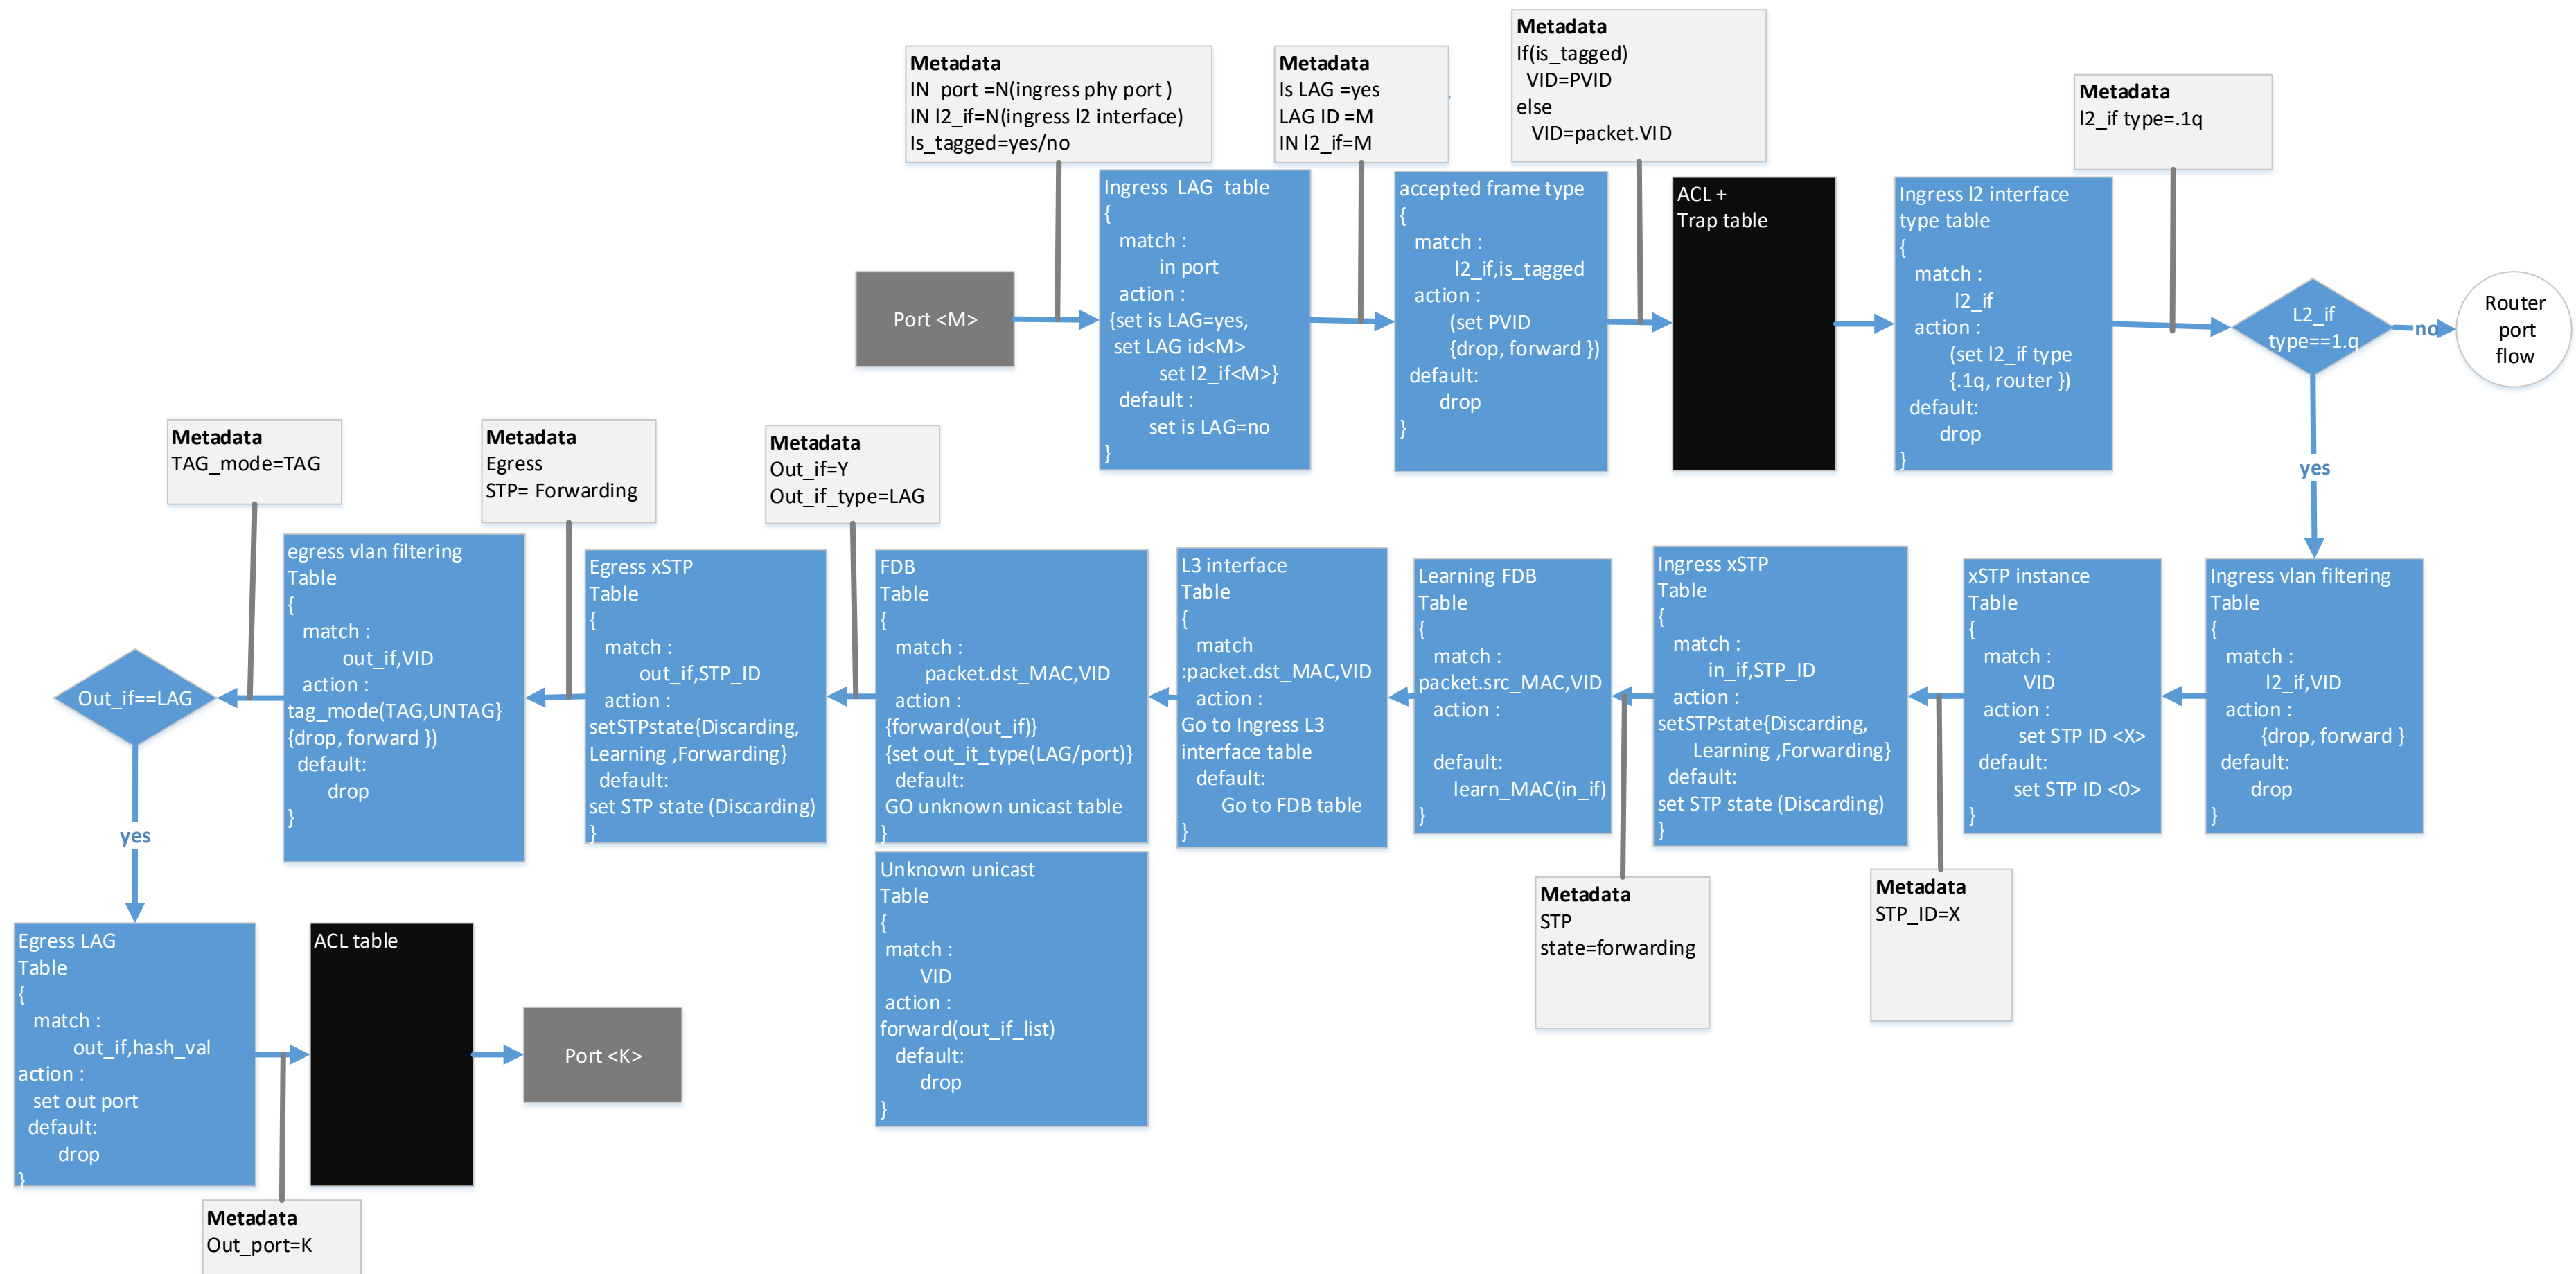 Metadata
IN  port =N(ingress phy port )
IN l2_if=N(ingress l2 interface)
Is_tagged=yes/no
Metadata
Is LAG =yes
LAG ID =M
IN l2_if=M
Metadata
If(is_tagged)
VID=PVID
else
VID=packet.VID
Metadata
l2_if type=.1q
Port <M>
Ingress  LAG  table
{
match :
in port
action :
{set is LAG=yes,
set LAG id<M>
set l2_if<M>}
default :
set is LAG=no
}
accepted frame type
{
match :
l2_if,is_tagged
action :
(set PVID
{drop, forward })
default:
drop
}
ACL +
Trap table
Ingress l2 interface
type table
{
match :
l2_if
action :
(set l2_if type
{.1q, router })
default:
drop
}
L2_if
type==1.q
no
Router
port
flow
yes
Ingress vlan filtering
Table
{
match :
l2_if,VID
action :
{drop, forward }
default:
drop
}
xSTP instance
Table
{
match :
VID
action :
set STP ID <X>
default:
set STP ID <0>
}
Metadata
STP_ID=X
Ingress xSTP
Table
{
match :
in_if,STP_ID
action :
setSTPstate{Discarding,
Learning ,Forwarding}
default:
set STP state (Discarding)
}
Metadata
STP
state=forwarding
Learning FDB
Table
{
match :
packet.src_MAC,VID
action :
default:
learn_MAC(in_if)
}
L3 interface
Table
{
match
:packet.dst_MAC,VID
action :
Go to Ingress L3
interface table
default:
Go to FDB table
}
FDB
Table
{
match :
packet.dst_MAC,VID
action :
{forward(out_if)}
{set out_it_type(LAG/port)}
default:
GO unknown unicast table
}
Unknown unicast
Table
{
match :
VID
action :
forward(out_if_list)
default:
drop
}
Metadata
Out_if=Y
Out_if_type=LAG
Egress xSTP
Table
{
match :
out_if,STP_ID
action :
setSTPstate{Discarding,
Learning ,Forwarding}
default:
set STP state (Discarding)
}
Metadata
Egress
STP= Forwarding
egress vlan filtering
Table
{
match :
out_if,VID
action :
tag_mode(TAG,UNTAG}
{drop, forward })
default:
drop
}
Metadata
TAG_mode=TAG
Out_if==LAG
yes
Egress LAG
Table
{
match :
out_if,hash_val
action :
set out port
default:
drop
}
Metadata
Out_port=K
ACL table
Port <K>